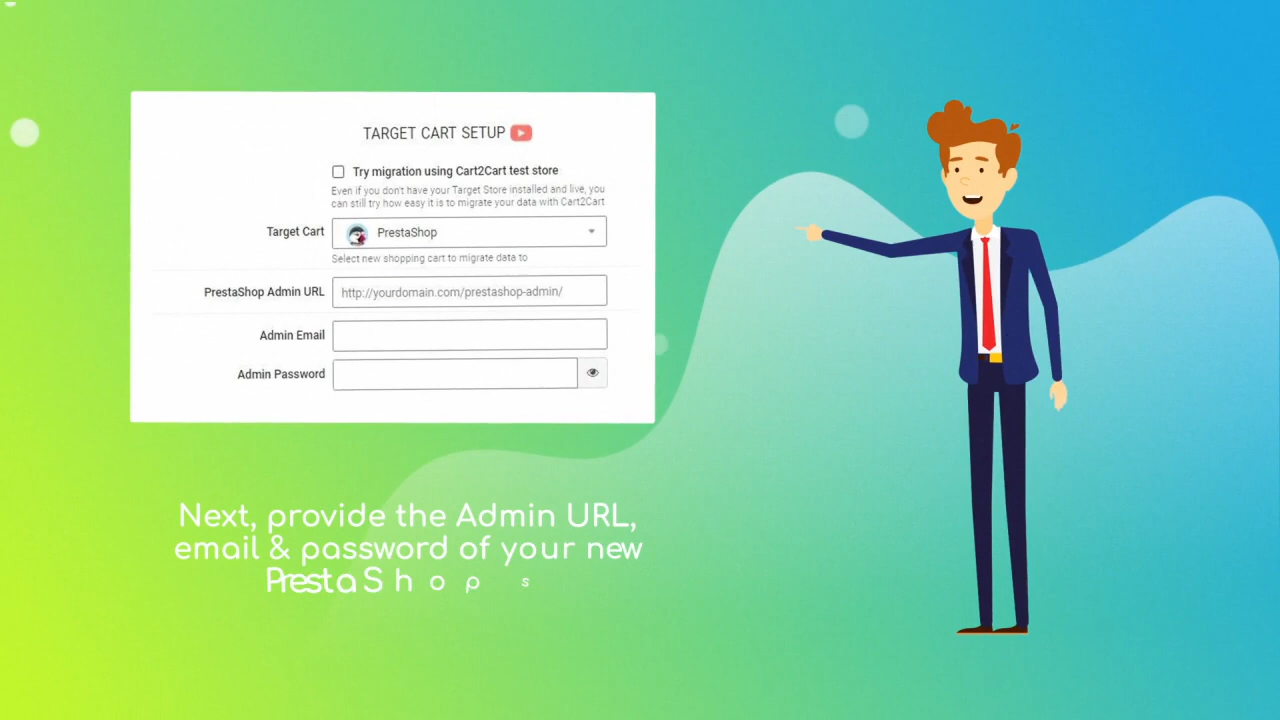 TARGET CART SETUP
Try migration using Cart2Cart test store
Even if you don't have your Target Store installed and live, you
can still try how easy it is to migrate your data with Cart2Cart
Target Cart
PrestaShop
Select new shopping cart to migrate data to
PrestaShop Admin URL
http://yourdomain.com/prestashop-admin/
Admin Email
Admin Password
Next, provide the Admin URL,
email & password of your new
PrestaShop s